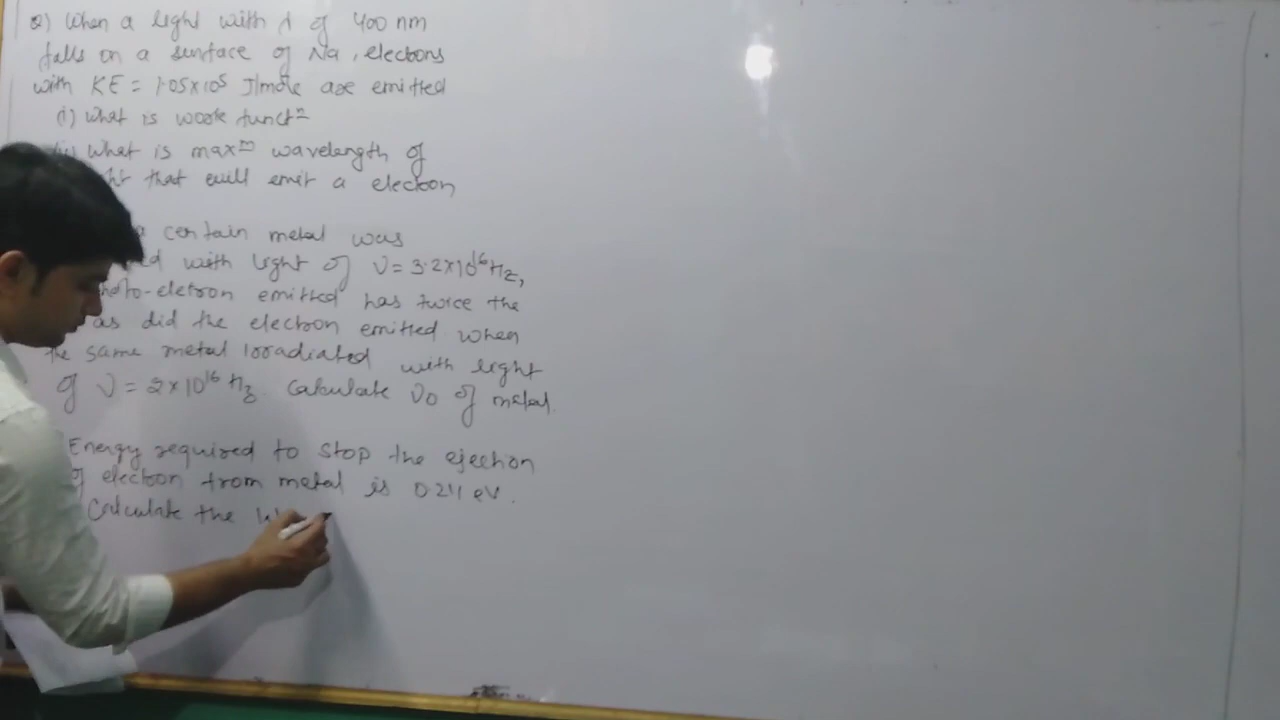 Q) When a light with λ of 400 nm
falls on a surface of Na, electrons
with KE = 1.05×10⁵ J/mole are emitted
(i) what is work functⁿ
what is maxᵐ wavelength of
that will emit a electron
a certain metal was
with light of ν = 3.2×10¹⁶ Hz,
photo-eletron emitted has twice the
as did the electron emitted when
the same metal irradiated with light
of ν = 2×10¹⁶ Hz. Calculate ν₀ of metal.
Energy required to stop the ejection
of electron from metal is 0.24 eV.
Calculate the